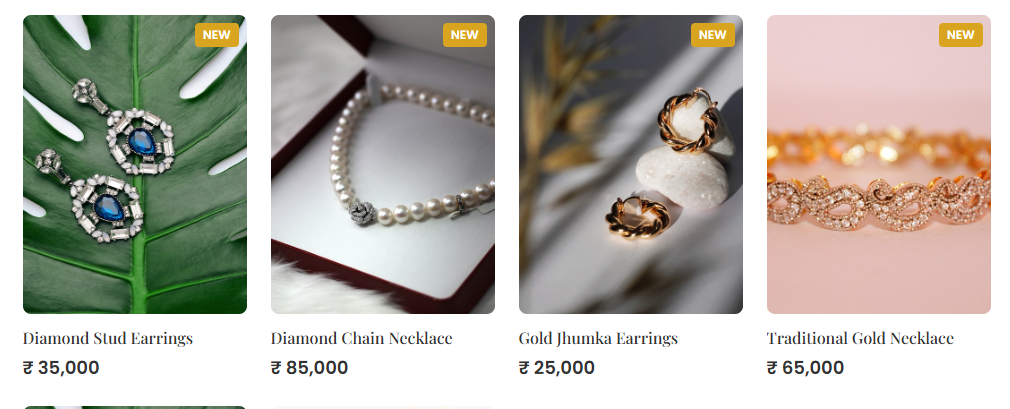 NEW
NEW
NEW
NEW
Diamond Stud Earrings
Diamond Chain Necklace
Gold Jhumka Earrings
Traditional Gold Necklace
₹ 35,000
₹ 85,000
₹ 25,000
₹ 65,000